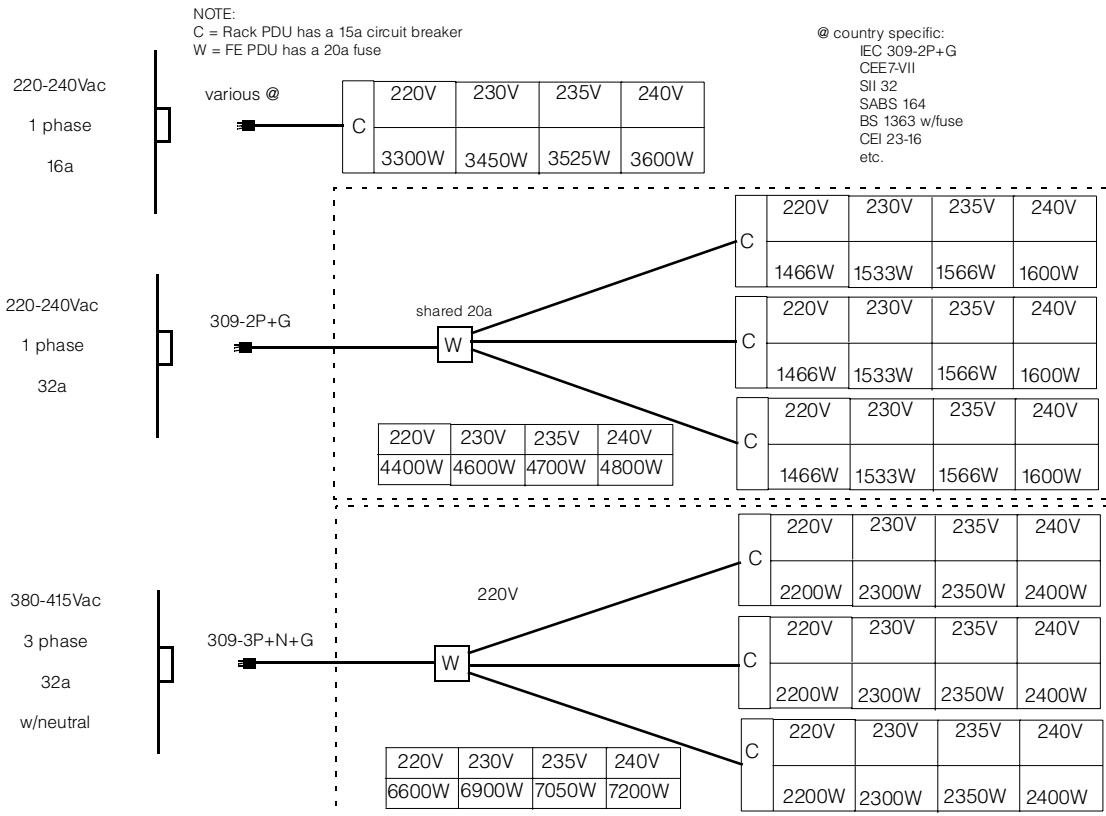 NOTE:
C = Rack PDU has a 15a circuit breaker
W = FE PDU has a 20a fuse
@ country specific:
IEC 309-2P+G
CEE7-VII
SII 32
SABS 164
BS 1363 w/fuse
CEI 23-16
etc.
220-240Vac
1 phase
16a
various @
C
220V 230V 235V 240V
3300W 3450W 3525W 3600W
220-240Vac
1 phase
32a
309-2P+G
shared 20a
W
220V 230V 235V 240V
4400W 4600W 4700W 4800W
C
220V 230V 235V 240V
1466W 1533W 1566W 1600W
C
220V 230V 235V 240V
1466W 1533W 1566W 1600W
C
220V 230V 235V 240V
1466W 1533W 1566W 1600W
380-415Vac
3 phase
32a
w/neutral
309-3P+N+G
220V
W
220V 230V 235V 240V
6600W 6900W 7050W 7200W
C
220V 230V 235V 240V
2200W 2300W 2350W 2400W
C
220V 230V 235V 240V
2200W 2300W 2350W 2400W
C
220V 230V 235V 240V
2200W 2300W 2350W 2400W